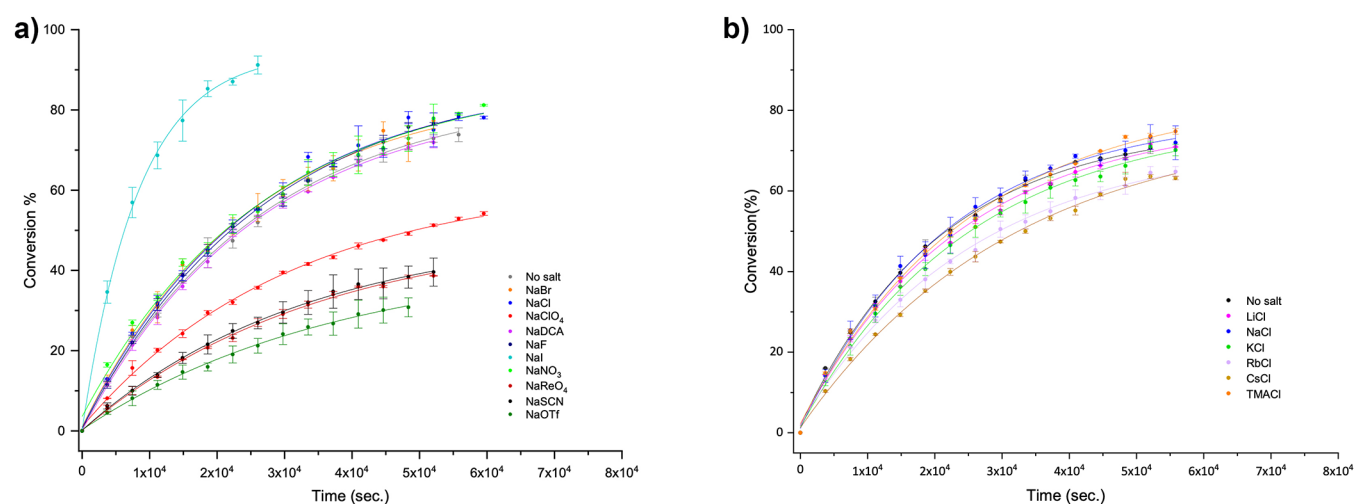 a)
100
80
60
40
20
0
Conversion %
0
1x10⁴
2x10⁴
3x10⁴
4x10⁴
5x10⁴
6x10⁴
7x10⁴
8x10⁴
Time (sec.)
No salt
NaBr
NaCl
NaClO₄
NaDCA
NaF
NaI
NaNO₃
NaReO₄
NaSCN
NaOTf
b)
100
80
60
40
20
0
Conversion(%)
0
1x10⁴
2x10⁴
3x10⁴
4x10⁴
5x10⁴
6x10⁴
7x10⁴
8x10⁴
Time (sec.)
No salt
LiCl
NaCl
KCl
RbCl
CsCl
TMACl